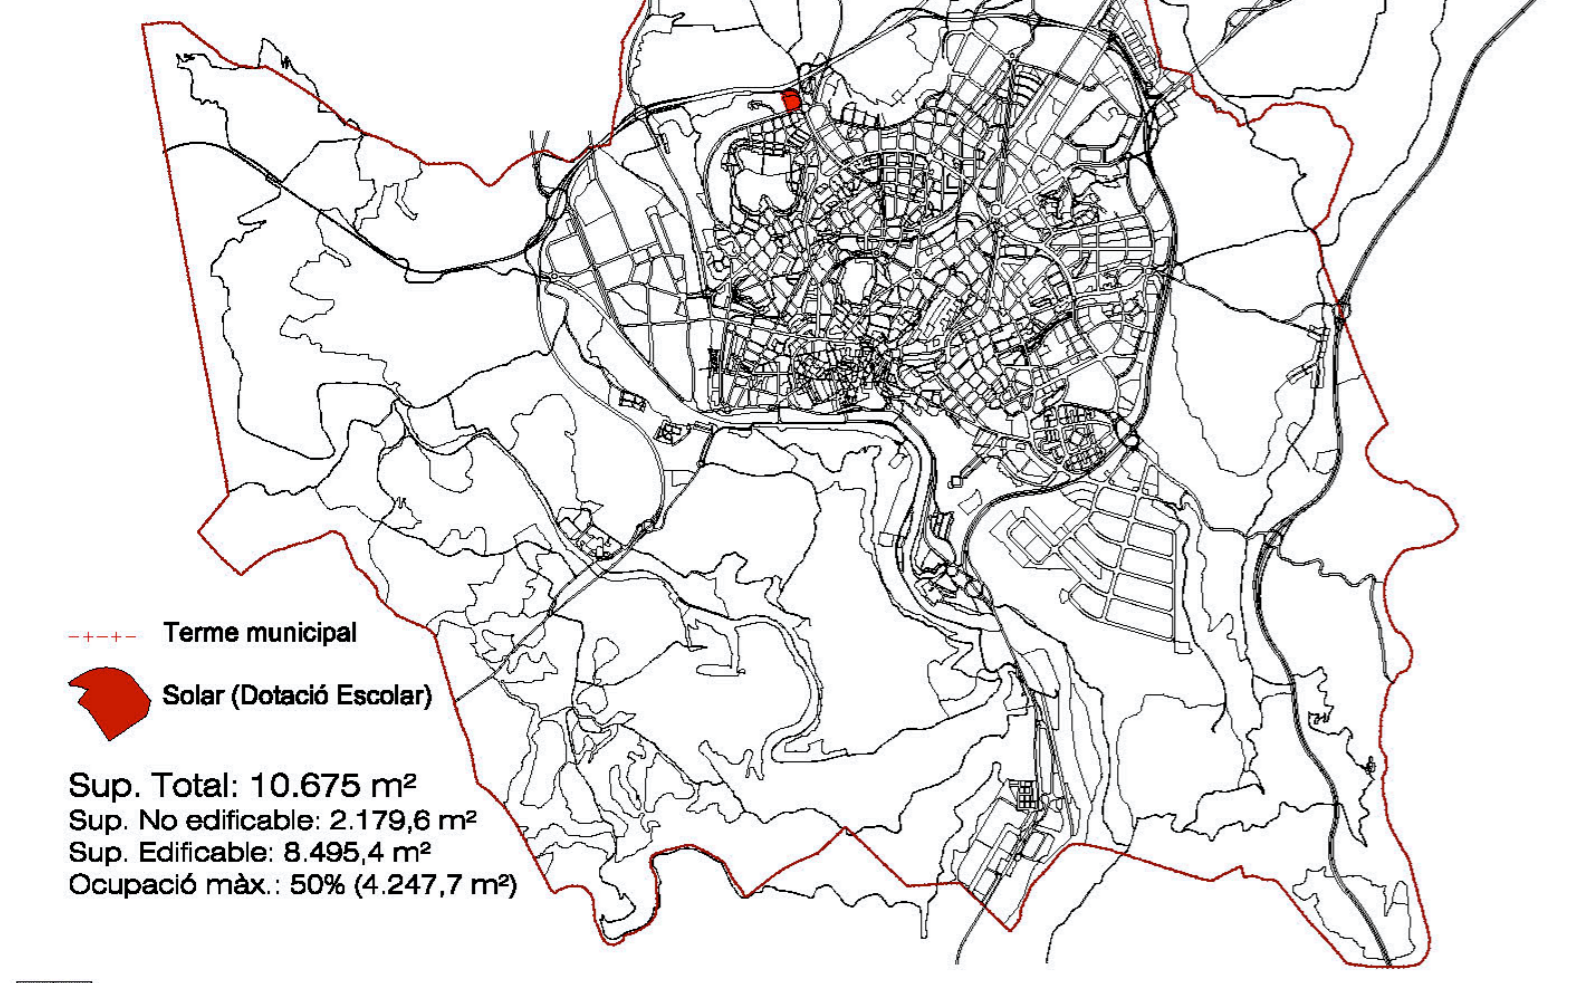 Terme municipal
Solar (Dotació Escolar)
Sup. Total: 10.675 m²
Sup. No edificable: 2.179,6 m²
Sup. Edificable: 8.495,4 m²
Ocupació màx.: 50% (4.247,7 m²)